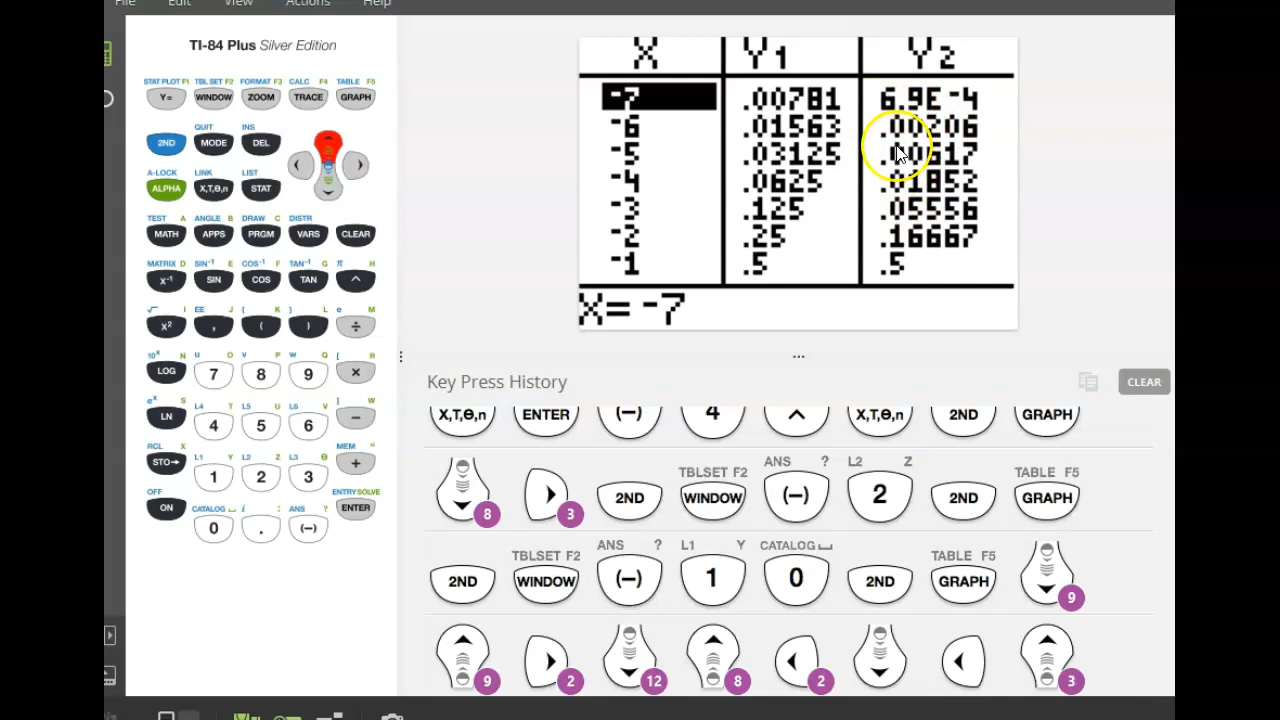 File Edit View Actions Help
TI-84 Plus Silver Edition
STAT PLOT F1 TBL SET F2 FORMAT F3 CALC F4 TABLE F5
Y= WINDOW ZOOM TRACE GRAPH
QUIT INS
2ND MODE DEL
A-LOCK LINK LIST
ALPHA X,T,Θ,n STAT
TEST A ANGLE B DRAW C DISTR
MATH APPS PRGM VARS CLEAR
MATRIX D SIN⁻¹ E COS⁻¹ F TAN⁻¹ G π H
x⁻¹ SIN COS TAN ^
√‾ I EE J { K } L e M
x² , ( ) ÷
10ˣ N u O v P w Q [ R
LOG 7 8 9 ×
eˣ S L4 T L5 U L6 V ] W
LN 4 5 6 −
RCL X L1 Y L2 Z L3 Θ MEM "
STO→ 1 2 3 +
OFF CATALOG ⎵ i : ANS ? ENTRY SOLVE
ON 0 . (−) ENTER
X Y1 Y2
-7 .00781 6.9E-4
-6 .01563 .00206
-5 .03125 .00617
-4 .0625 .01852
-3 .125 .05556
-2 .25 .16667
-1 .5 .5
X= -7
Key Press History CLEAR
X,T,Θ,n ENTER (−) 4 ^ X,T,Θ,n 2ND GRAPH
TBLSET F2 ANS ? L2 Z TABLE F5
8 3 2ND WINDOW (−) 2 2ND GRAPH
TBLSET F2 ANS ? L1 Y CATALOG ⎵ TABLE F5
2ND WINDOW (−) 1 0 2ND GRAPH 9
9 2 12 8 2 3